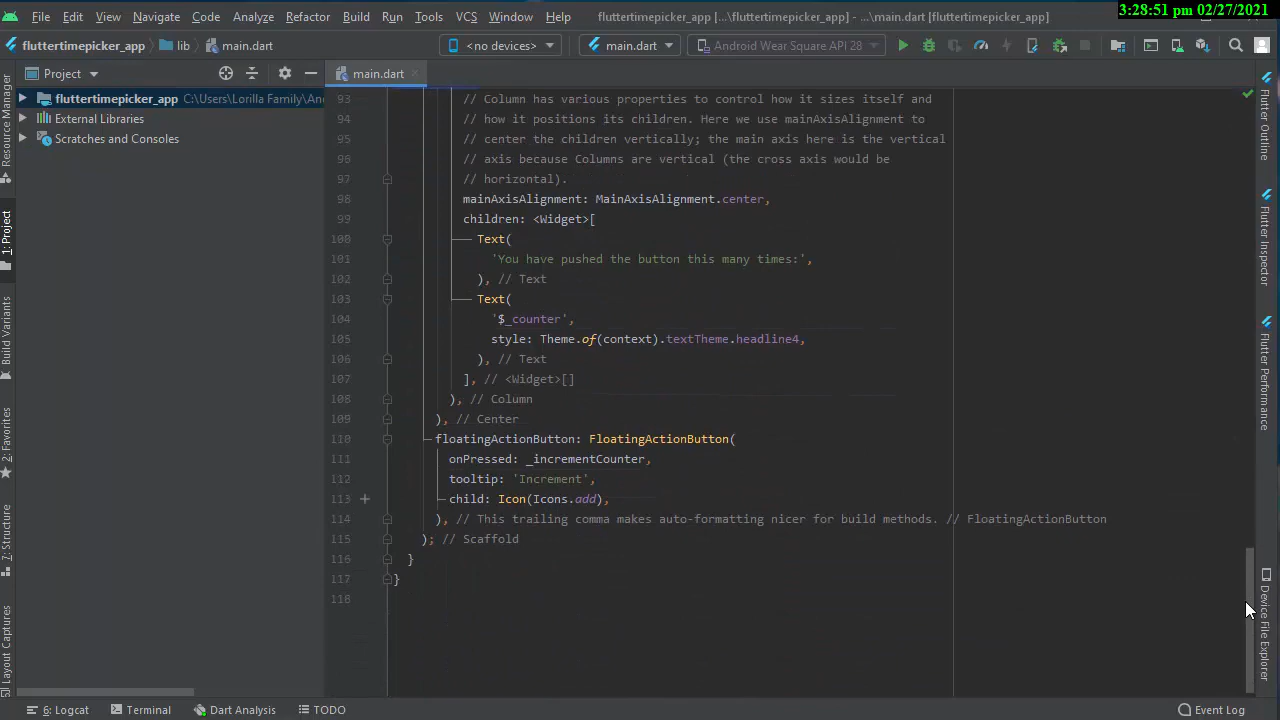 File Edit View Navigate Code Analyze Refactor Build Run Tools VCS Window Help fluttertimepicker_app [...\fluttertimepicker_app] - ...\main.dart [fluttertimepicker_app]
3:28:51 pm 02/27/2021
fluttertimepicker_app lib main.dart <no devices> main.dart Android Wear Square API 28
Project main.dart
fluttertimepicker_app C:\Users\Lorilla Family\An
External Libraries
Scratches and Consoles
93 // Column has various properties to control how it sizes itself and
94 // how it positions its children. Here we use mainAxisAlignment to
95 // center the children vertically; the main axis here is the vertical
96 // axis because Columns are vertical (the cross axis would be
97 // horizontal).
98 mainAxisAlignment: MainAxisAlignment.center,
99 children: <Widget>[
100 Text(
101 'You have pushed the button this many times:',
102 ), // Text
103 Text(
104 '$_counter',
105 style: Theme.of(context).textTheme.headline4,
106 ), // Text
107 ], // <Widget>[]
108 ), // Column
109 ), // Center
110 floatingActionButton: FloatingActionButton(
111 onPressed: _incrementCounter,
112 tooltip: 'Increment',
113 child: Icon(Icons.add),
114 ), // This trailing comma makes auto-formatting nicer for build methods. // FloatingActionButton
115 ); // Scaffold
116 }
117 }
118
Resource Manager
1: Project
Build Variants
2: Favorites
7: Structure
Layout Captures
Flutter Outline
Flutter Inspector
Flutter Performance
Device File Explorer
6: Logcat Terminal Dart Analysis TODO Event Log